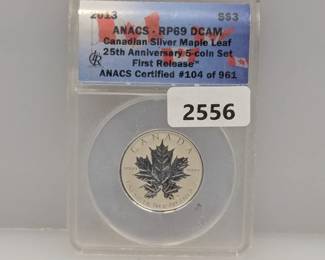 2013 S$3
ANACS - RP69 DCAM
Canadian Silver Maple Leaf
25th Anniversary 5-coin Set
First Release™
ANACS Certified #104 of 961
2556
CANADA